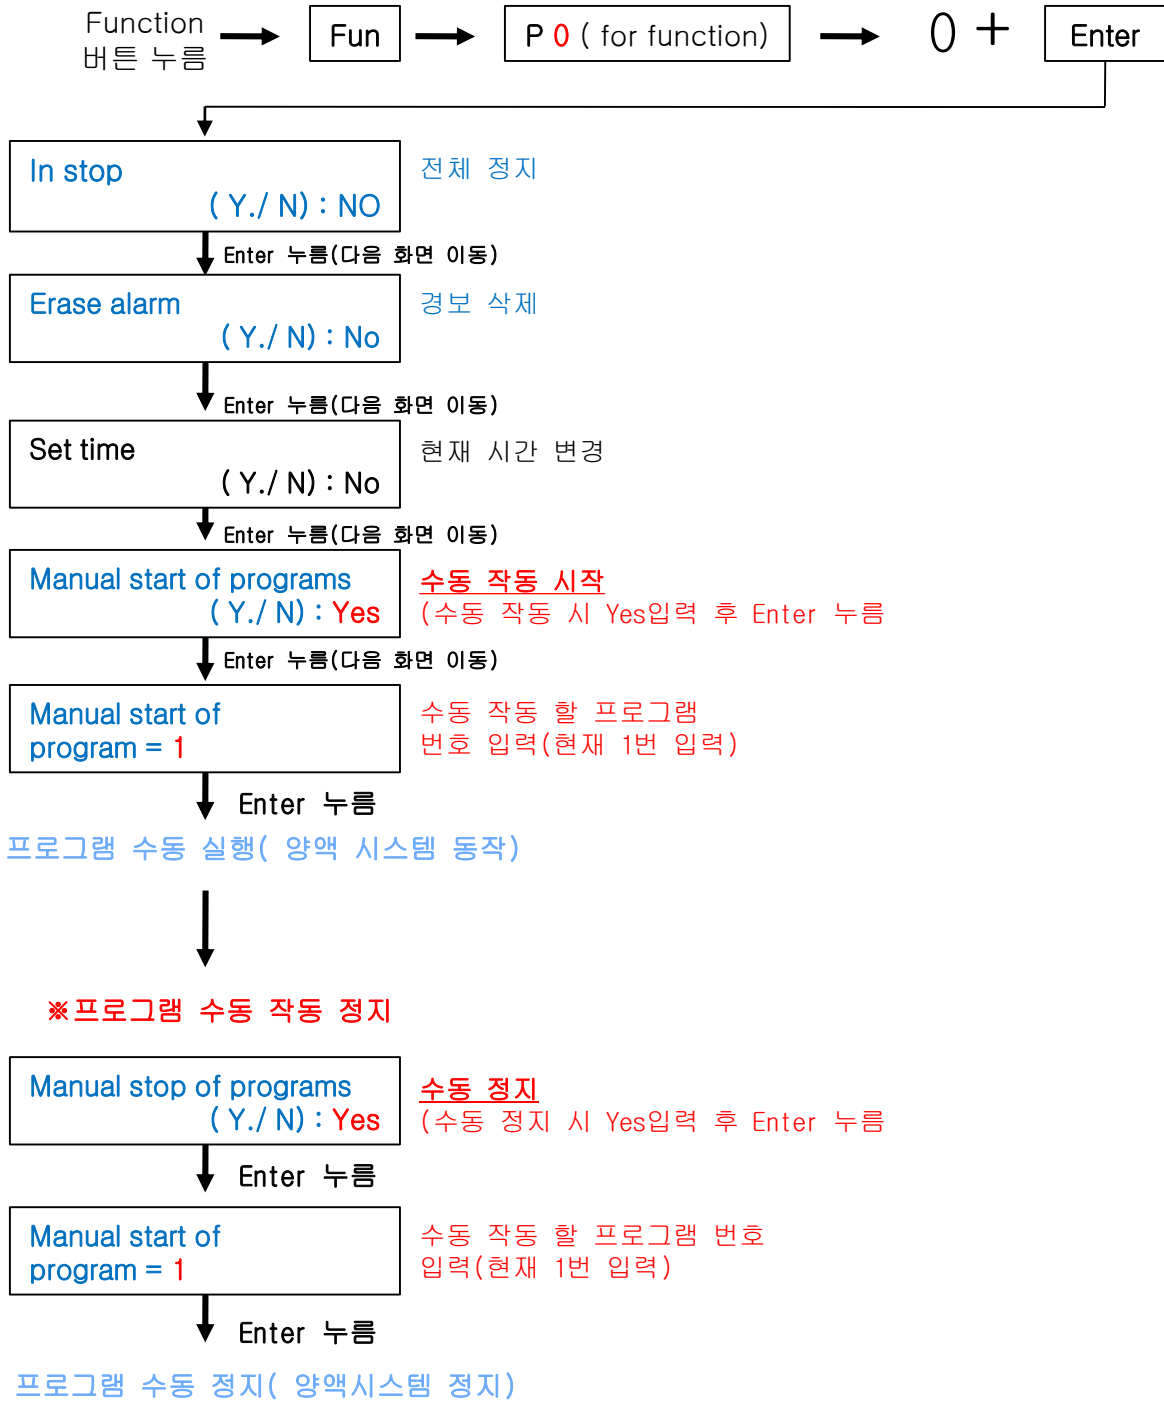 Function
버튼 누름
Fun
P 0 ( for function)
0 +
Enter
In stop
( Y./ N) : NO
전체 정지
Enter 누름(다음 화면 이동)
Erase alarm
( Y./ N) : No
경보 삭제
Enter 누름(다음 화면 이동)
Set time
( Y./ N) : No
현재 시간 변경
Enter 누름(다음 화면 이동)
Manual start of programs
( Y./ N) : Yes
수동 작동 시작
(수동 작동 시 Yes입력 후 Enter 누름
Enter 누름(다음 화면 이동)
Manual start of
program = 1
수동 작동 할 프로그램
번호 입력(현재 1번 입력)
Enter 누름
프로그램 수동 실행( 양액 시스템 동작)
※프로그램 수동 작동 정지
Manual stop of programs
( Y./ N) : Yes
수동 정지
(수동 정지 시 Yes입력 후 Enter 누름
Enter 누름
Manual start of
program = 1
수동 작동 할 프로그램 번호
입력(현재 1번 입력)
Enter 누름
프로그램 수동 정지( 양액시스템 정지)